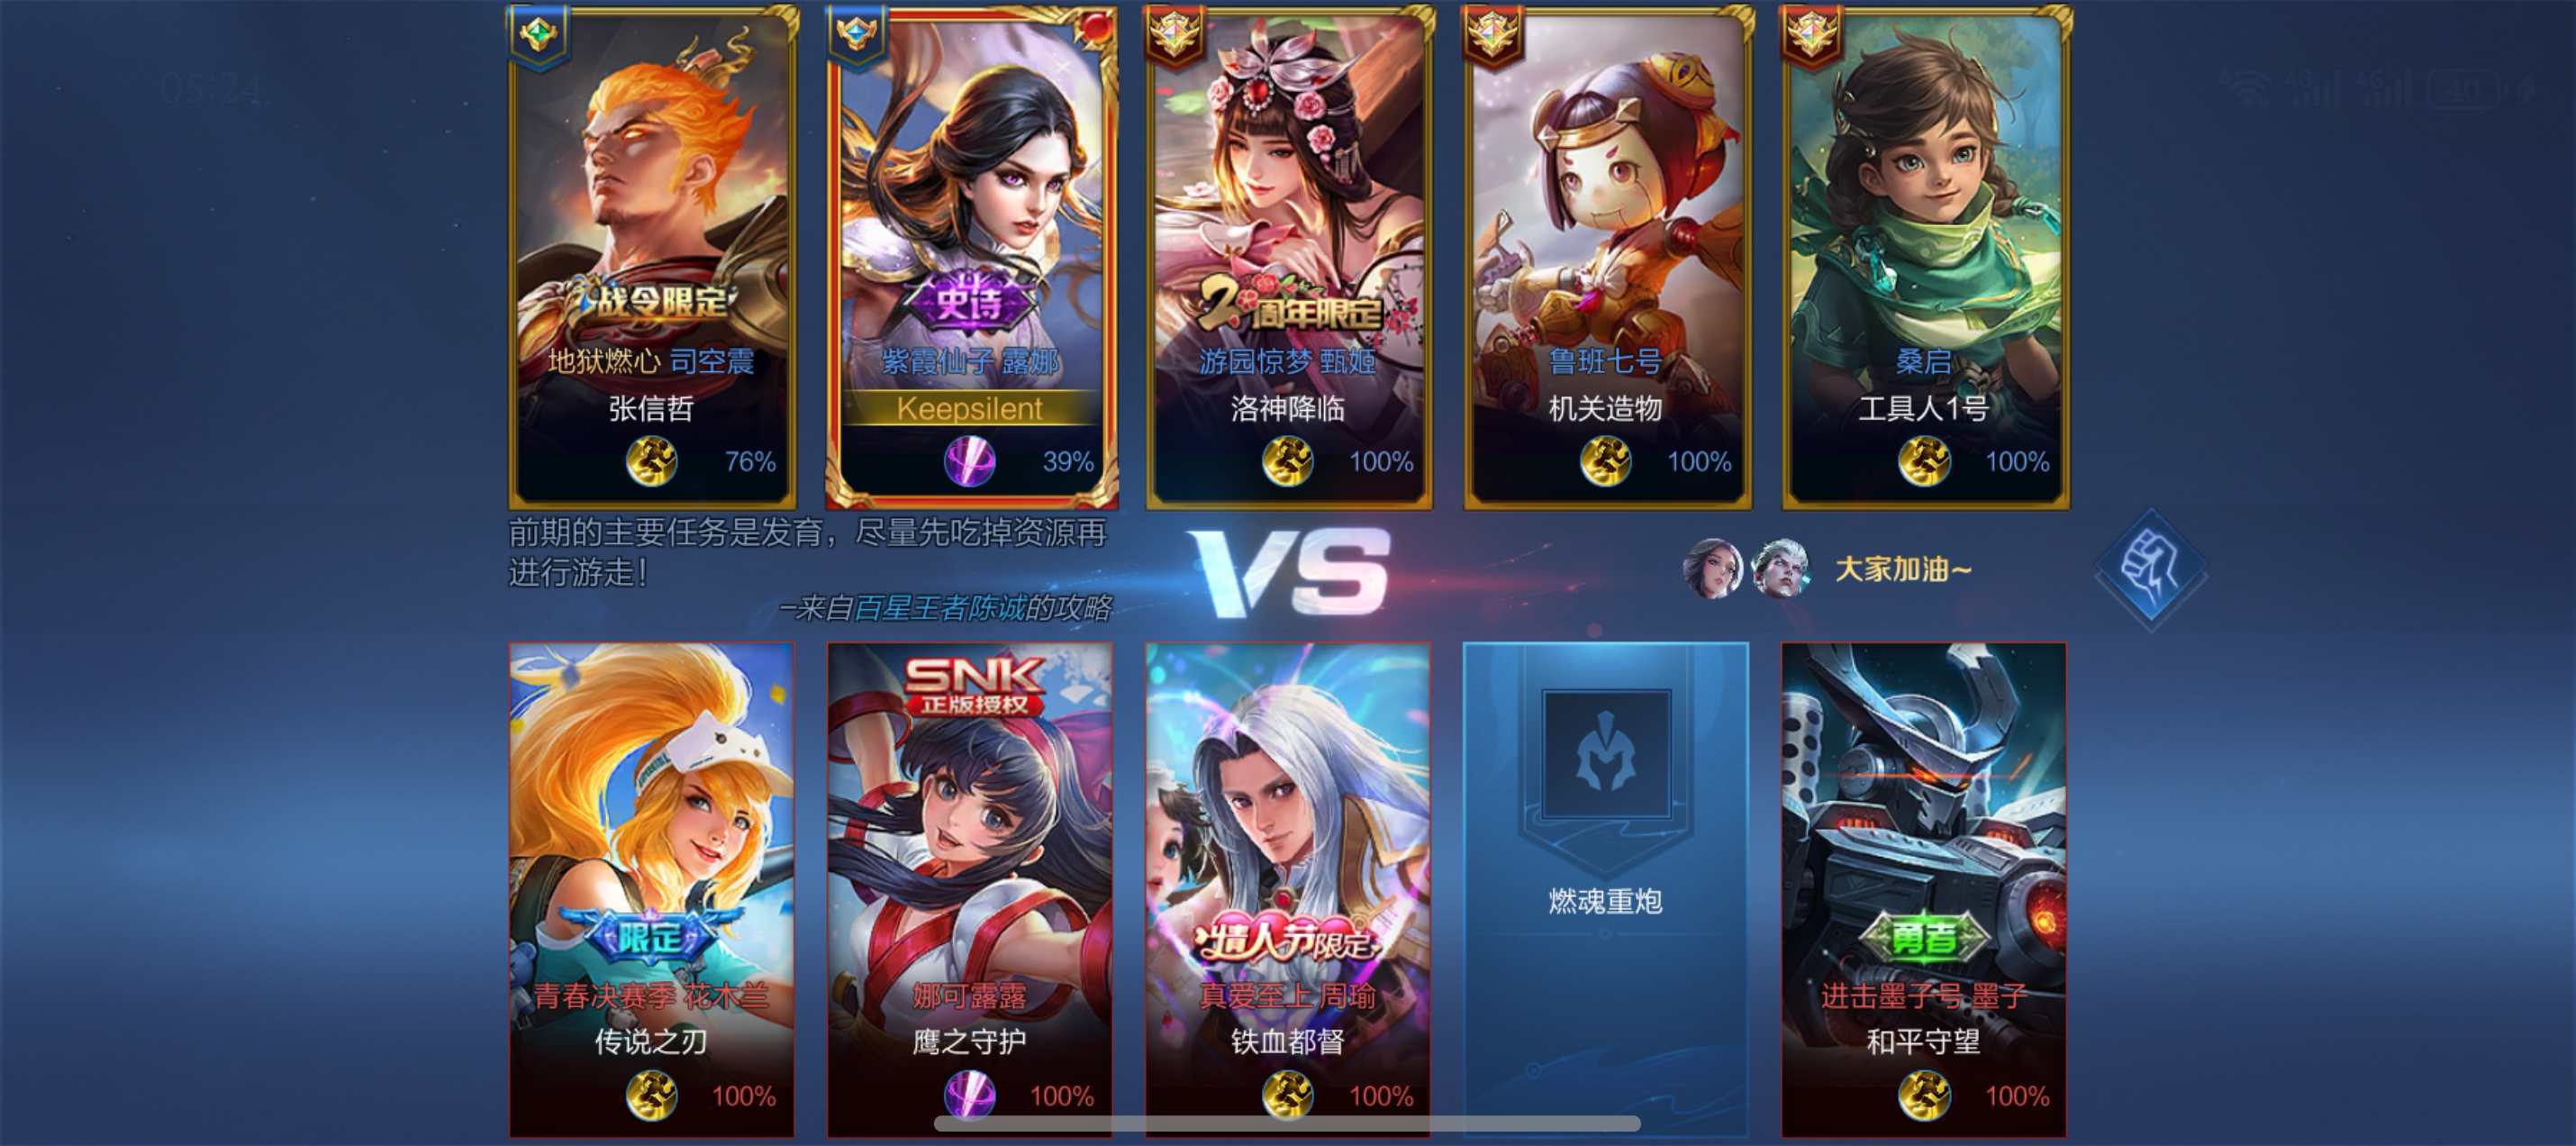 05:24
战令限定
地狱燃心 司空震
张信哲
76%
史诗
紫霞仙子 露娜
Keepsilent
39%
2周年限定
游园惊梦 甄姬
洛神降临
100%
鲁班七号
机关造物
100%
桑启
工具人1号
100%
前期的主要任务是发育，尽量先吃掉资源再
进行游走！
–来自百星王者陈诚的攻略
VS
大家加油~
限定
青春决赛季 花木兰
传说之刃
100%
SNK
正版授权
娜可露露
鹰之守护
100%
情人节限定
真爱至上 周瑜
铁血都督
100%
燃魂重炮
勇者
进击墨子号 墨子
和平守望
100%